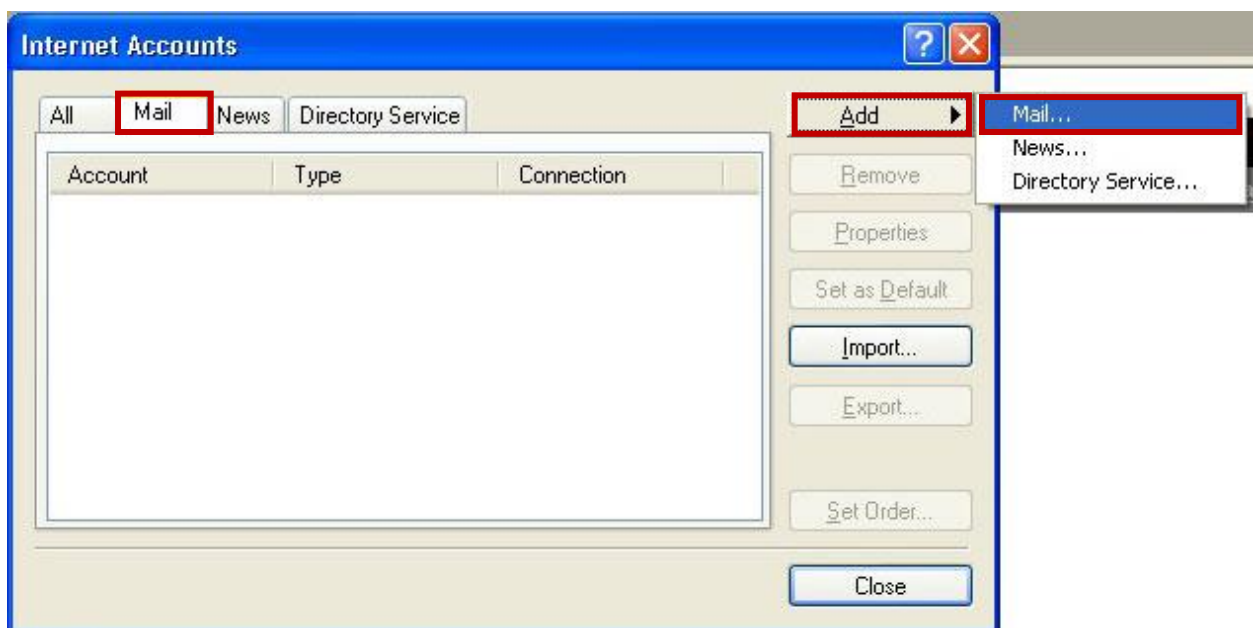 Internet Accounts
All Mail News Directory Service
Account Type Connection
Add
Remove
Properties
Set as Default
Import...
Export...
Set Order...
Close
Mail...
News...
Directory Service...